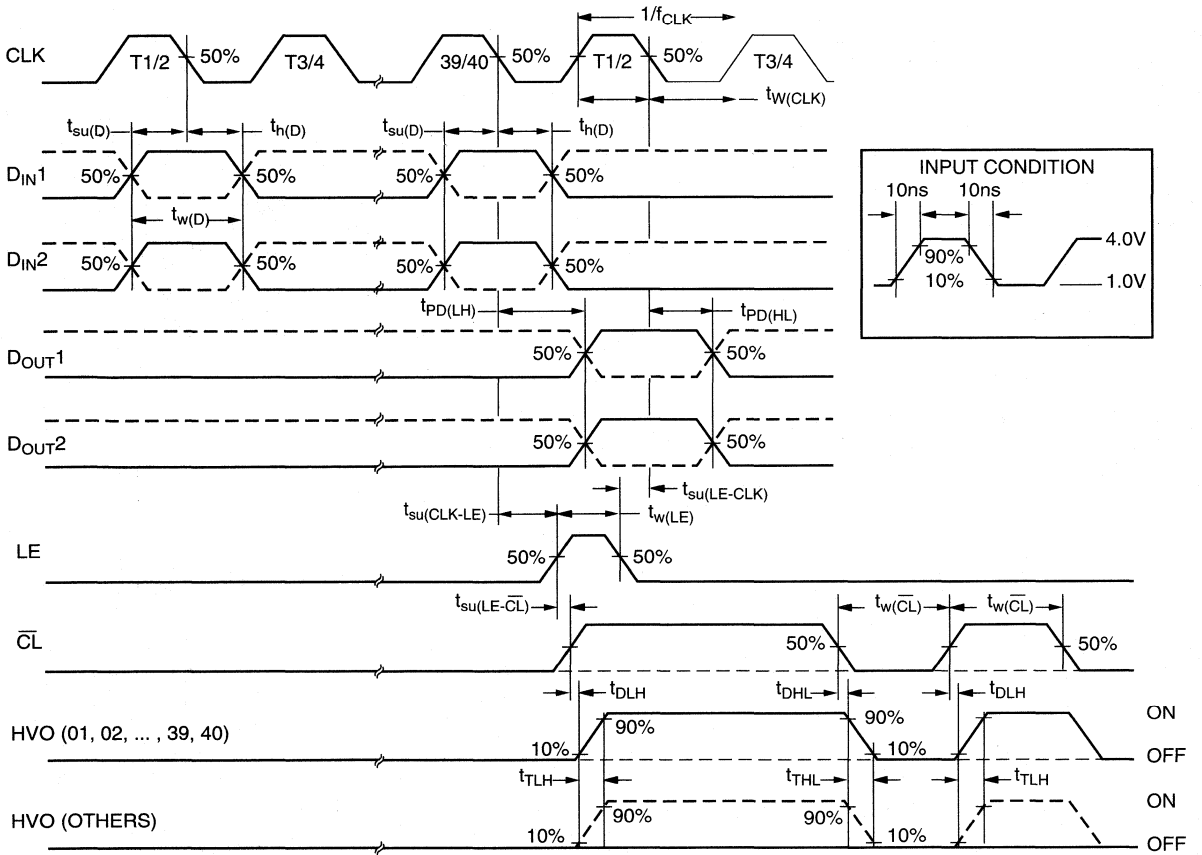 1/fCLK
CLK
T1/2
50%
T3/4
39/40
50%
T1/2
50%
T3/4
tW(CLK)
tsu(D)
th(D)
tsu(D)
th(D)
DIN1
50%
50%
50%
50%
tw(D)
DIN2
50%
50%
50%
50%
INPUT CONDITION
10ns
10ns
4.0V
90%
10%
1.0V
tPD(LH)
tPD(HL)
DOUT1
50%
50%
DOUT2
50%
50%
tsu(LE-CLK)
tsu(CLK-LE)
tw(LE)
LE
50%
50%
tsu(LE-C̅L̅)
tw(C̅L̅)
tw(C̅L̅)
C̅L̅
50%
50%
tDLH
tDHL
tDLH
HVO (01, 02, ... , 39, 40)
90%
90%
ON
10%
10%
OFF
tTLH
tTHL
tTLH
HVO (OTHERS)
90%
90%
ON
10%
10%
OFF